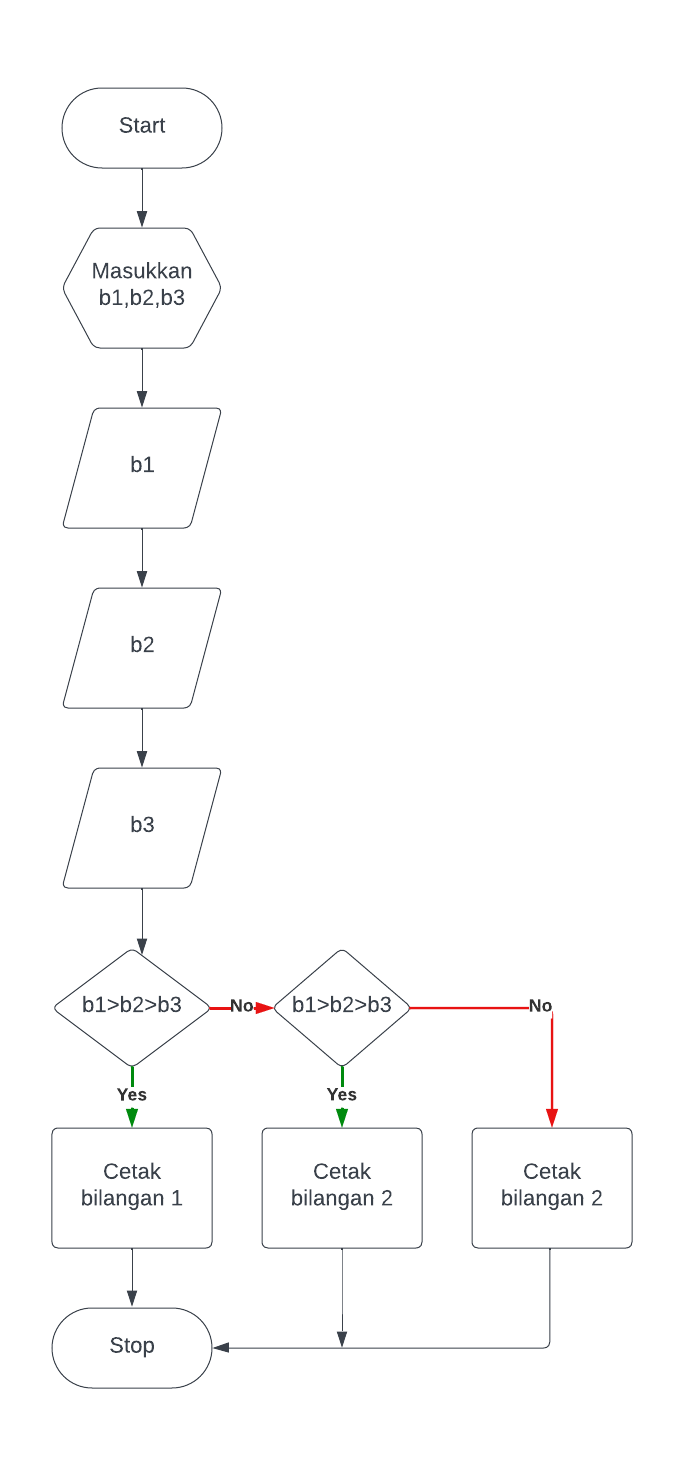 Start
Masukkan
b1,b2,b3
b1
b2
b3
b1>b2>b3
No
b1>b2>b3
No
Yes
Yes
Cetak
bilangan 1
Cetak
bilangan 2
Cetak
bilangan 2
Stop